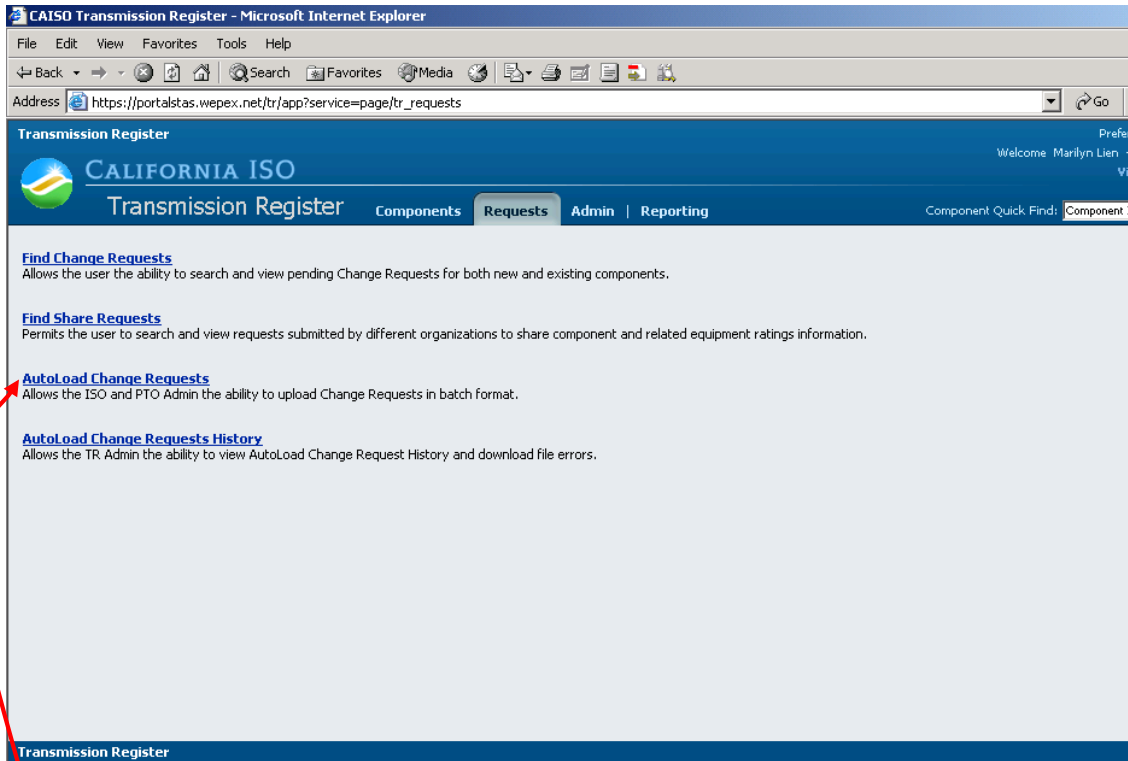 CAISO Transmission Register - Microsoft Internet Explorer
File Edit View Favorites Tools Help
Back Search Favorites Media
Address https://portalstas.wepex.net/tr/app?service=page/tr_requests Go
Transmission Register
Welcome Marilyn Lien
CALIFORNIA ISO
Transmission Register Components Requests Admin | Reporting Component Quick Find: Component
Find Change Requests
Allows the user the ability to search and view pending Change Requests for both new and existing components.
Find Share Requests
Permits the user to search and view requests submitted by different organizations to share component and related equipment ratings information.
AutoLoad Change Requests
Allows the ISO and PTO Admin the ability to upload Change Requests in batch format.
AutoLoad Change Requests History
Allows the TR Admin the ability to view AutoLoad Change Request History and download file errors.
Transmission Register